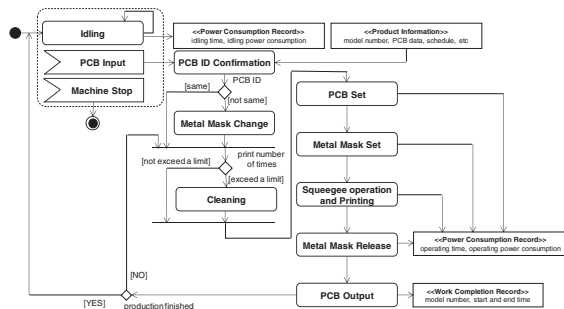 Idling
<<Power Consumption Record>>
idling time, idling power consumption
<<Product Information>>
model number, PCB data, schedule, etc
PCB Input
PCB ID Confirmation
PCB ID
[same]
[not same]
Machine Stop
PCB Set
Metal Mask Change
[not exceed a limit]
print number
of times
[exceed a limit]
Metal Mask Set
Cleaning
Squeegee operation
and Printing
Metal Mask Release
<<Power Consumption Record>>
operating time, operating power consumption
[NO]
[YES]
production finished
PCB Output
<<Work Completion Record>>
model number, start and end time